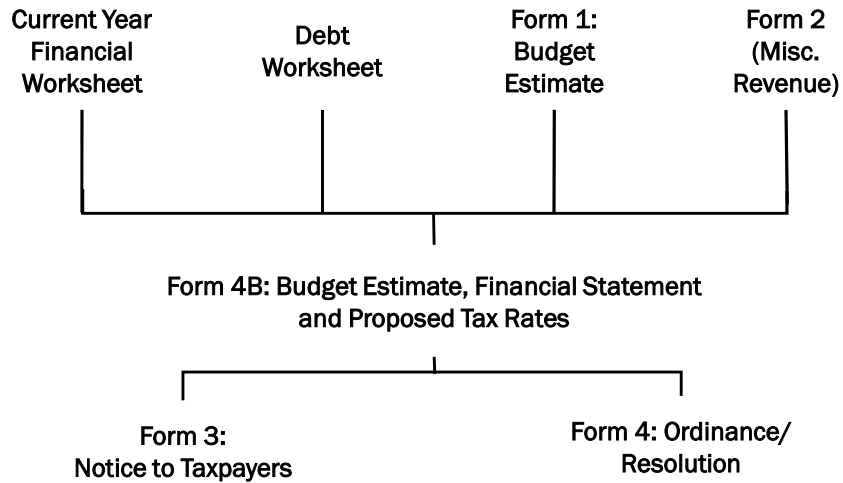 Current Year
Financial
Worksheet
Debt
Worksheet
Form 1:
Budget
Estimate
Form 2
(Misc.
Revenue)
Form 4B: Budget Estimate, Financial Statement
and Proposed Tax Rates
Form 3:
Notice to Taxpayers
Form 4: Ordinance/
Resolution